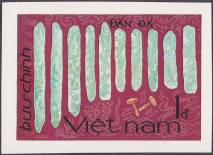 ĐÀN ĐÁ
bưu-chính
1đ
Việt nam